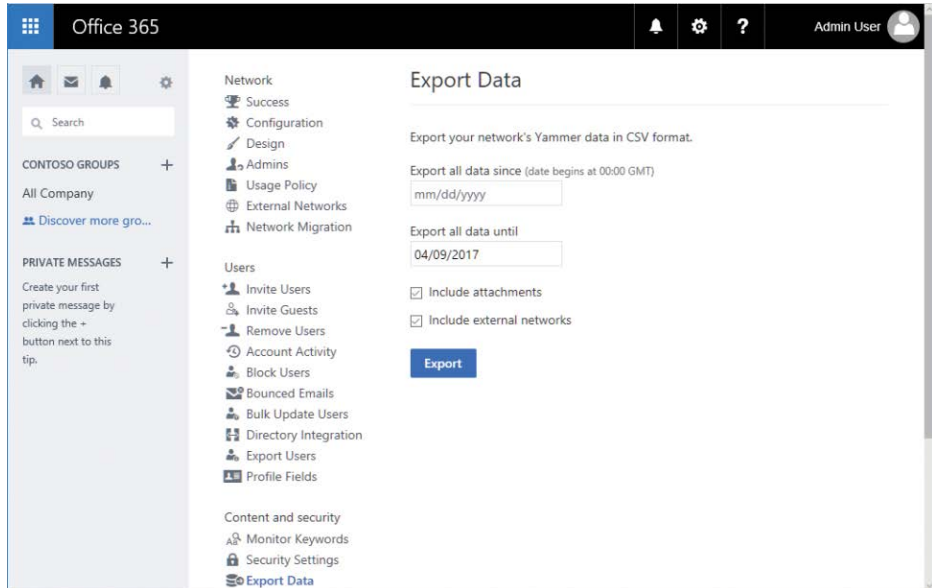 Office 365
?
Admin User
Search
CONTOSO GROUPS +
All Company
Discover more gro...
PRIVATE MESSAGES +
Create your first
private message by
clicking the +
button next to this
tip.
Network
Success
Configuration
Design
Admins
Usage Policy
External Networks
Network Migration
Users
Invite Users
Invite Guests
Remove Users
Account Activity
Block Users
Bounced Emails
Bulk Update Users
Directory Integration
Export Users
Profile Fields
Content and security
Monitor Keywords
Security Settings
Export Data
Export Data
Export your network's Yammer data in CSV format.
Export all data since (date begins at 00:00 GMT)
mm/dd/yyyy
Export all data until
04/09/2017
Include attachments
Include external networks
Export